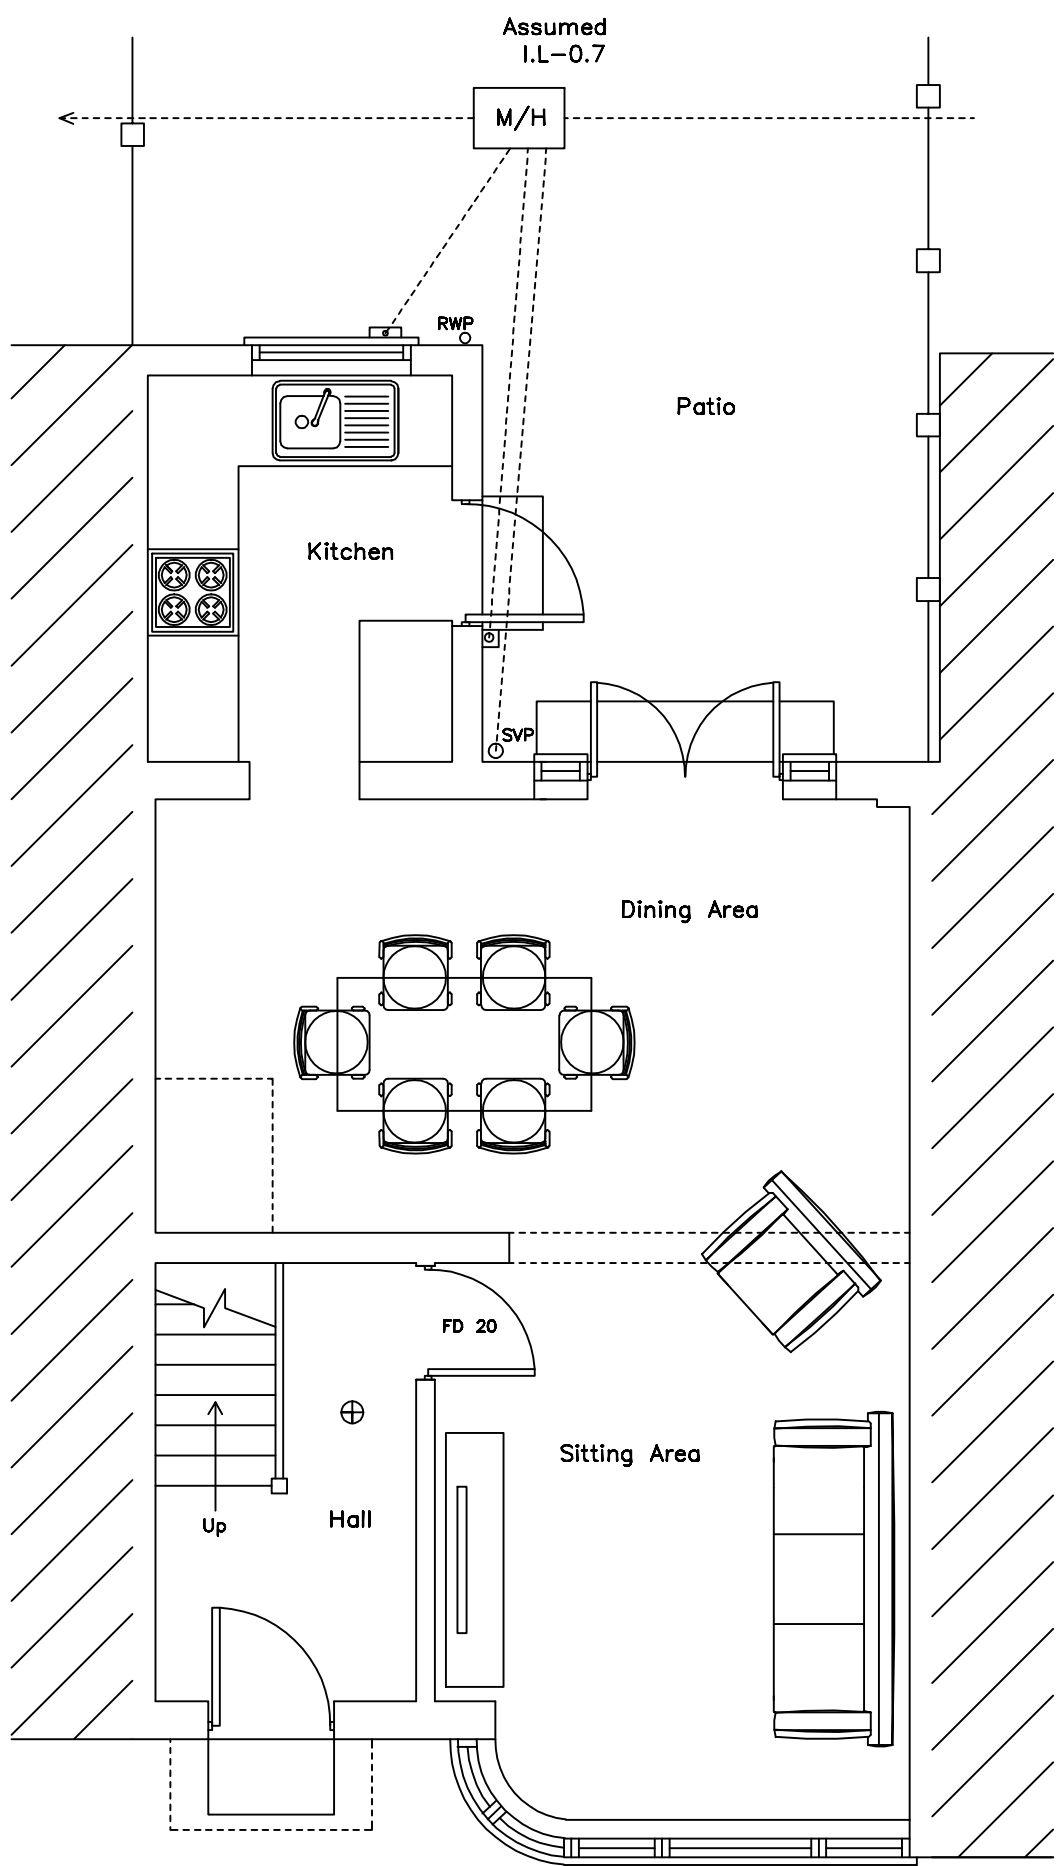 Assumed
I.L-0.7
M/H
RWP
Patio
Kitchen
SVP
Dining Area
FD 20
Sitting Area
Hall
Up